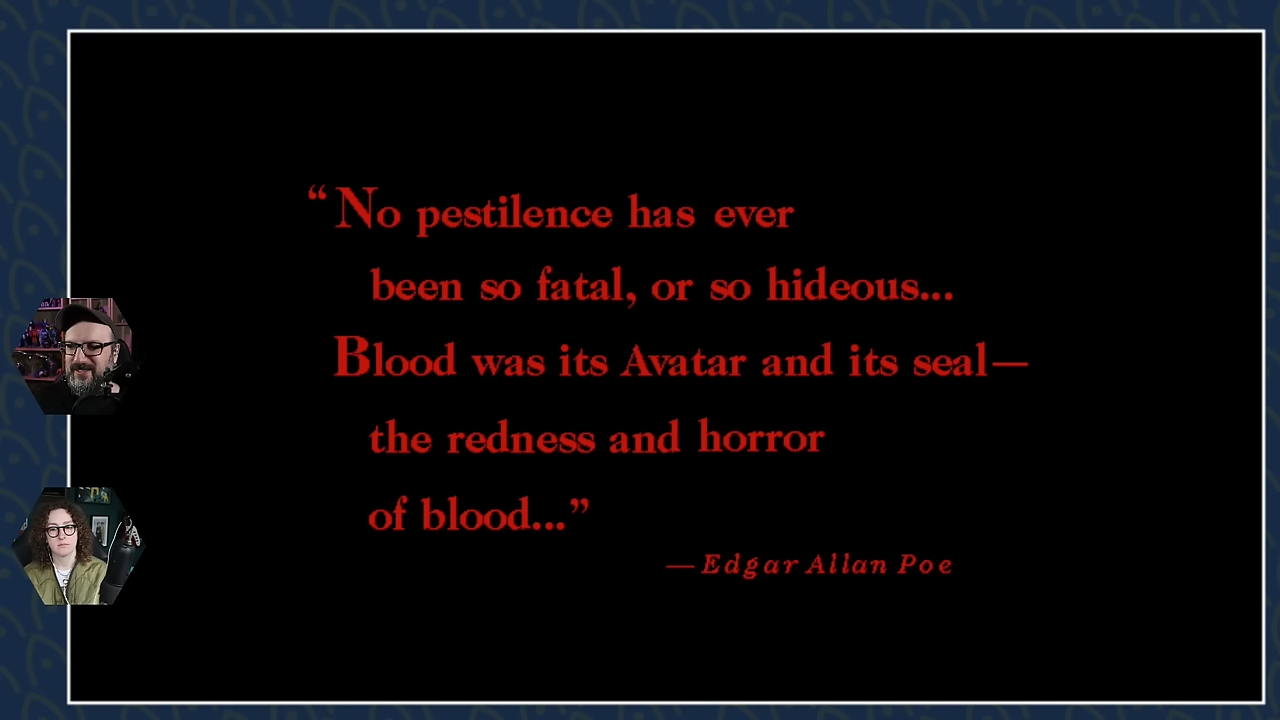 “No pestilence has ever
been so fatal, or so hideous...
Blood was its Avatar and its seal—
the redness and horror
of blood...”
— Edgar Allan Poe